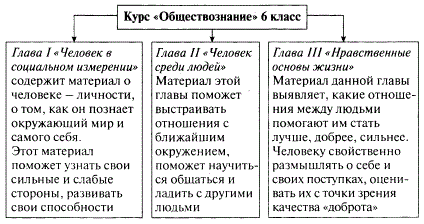 Курс «Обществознание» 6 класс
Глава I «Человек в
социальном измерении»
содержит материал о
человеке – личности,
о том, как он познает
окружающий мир и
самого себя.
Этот материал
поможет узнать свои
сильные и слабые
стороны, развивать
свои способности
Глава II «Человек
среди людей»
Материал этой
главы поможет
выстраивать
отношения с
ближайшим
окружением,
поможет научить-
ся общаться и
ладить с другими
людьми
Глава III «Нравственные
основы жизни»
Материал данной главы
выявляет, какие отноше-
ния между людьми
помогают им стать
лучше, добрее, сильнее.
Человеку свойственно
размышлять о себе и
своих поступках, оцени-
вать их с точки зрения
качества «доброта»